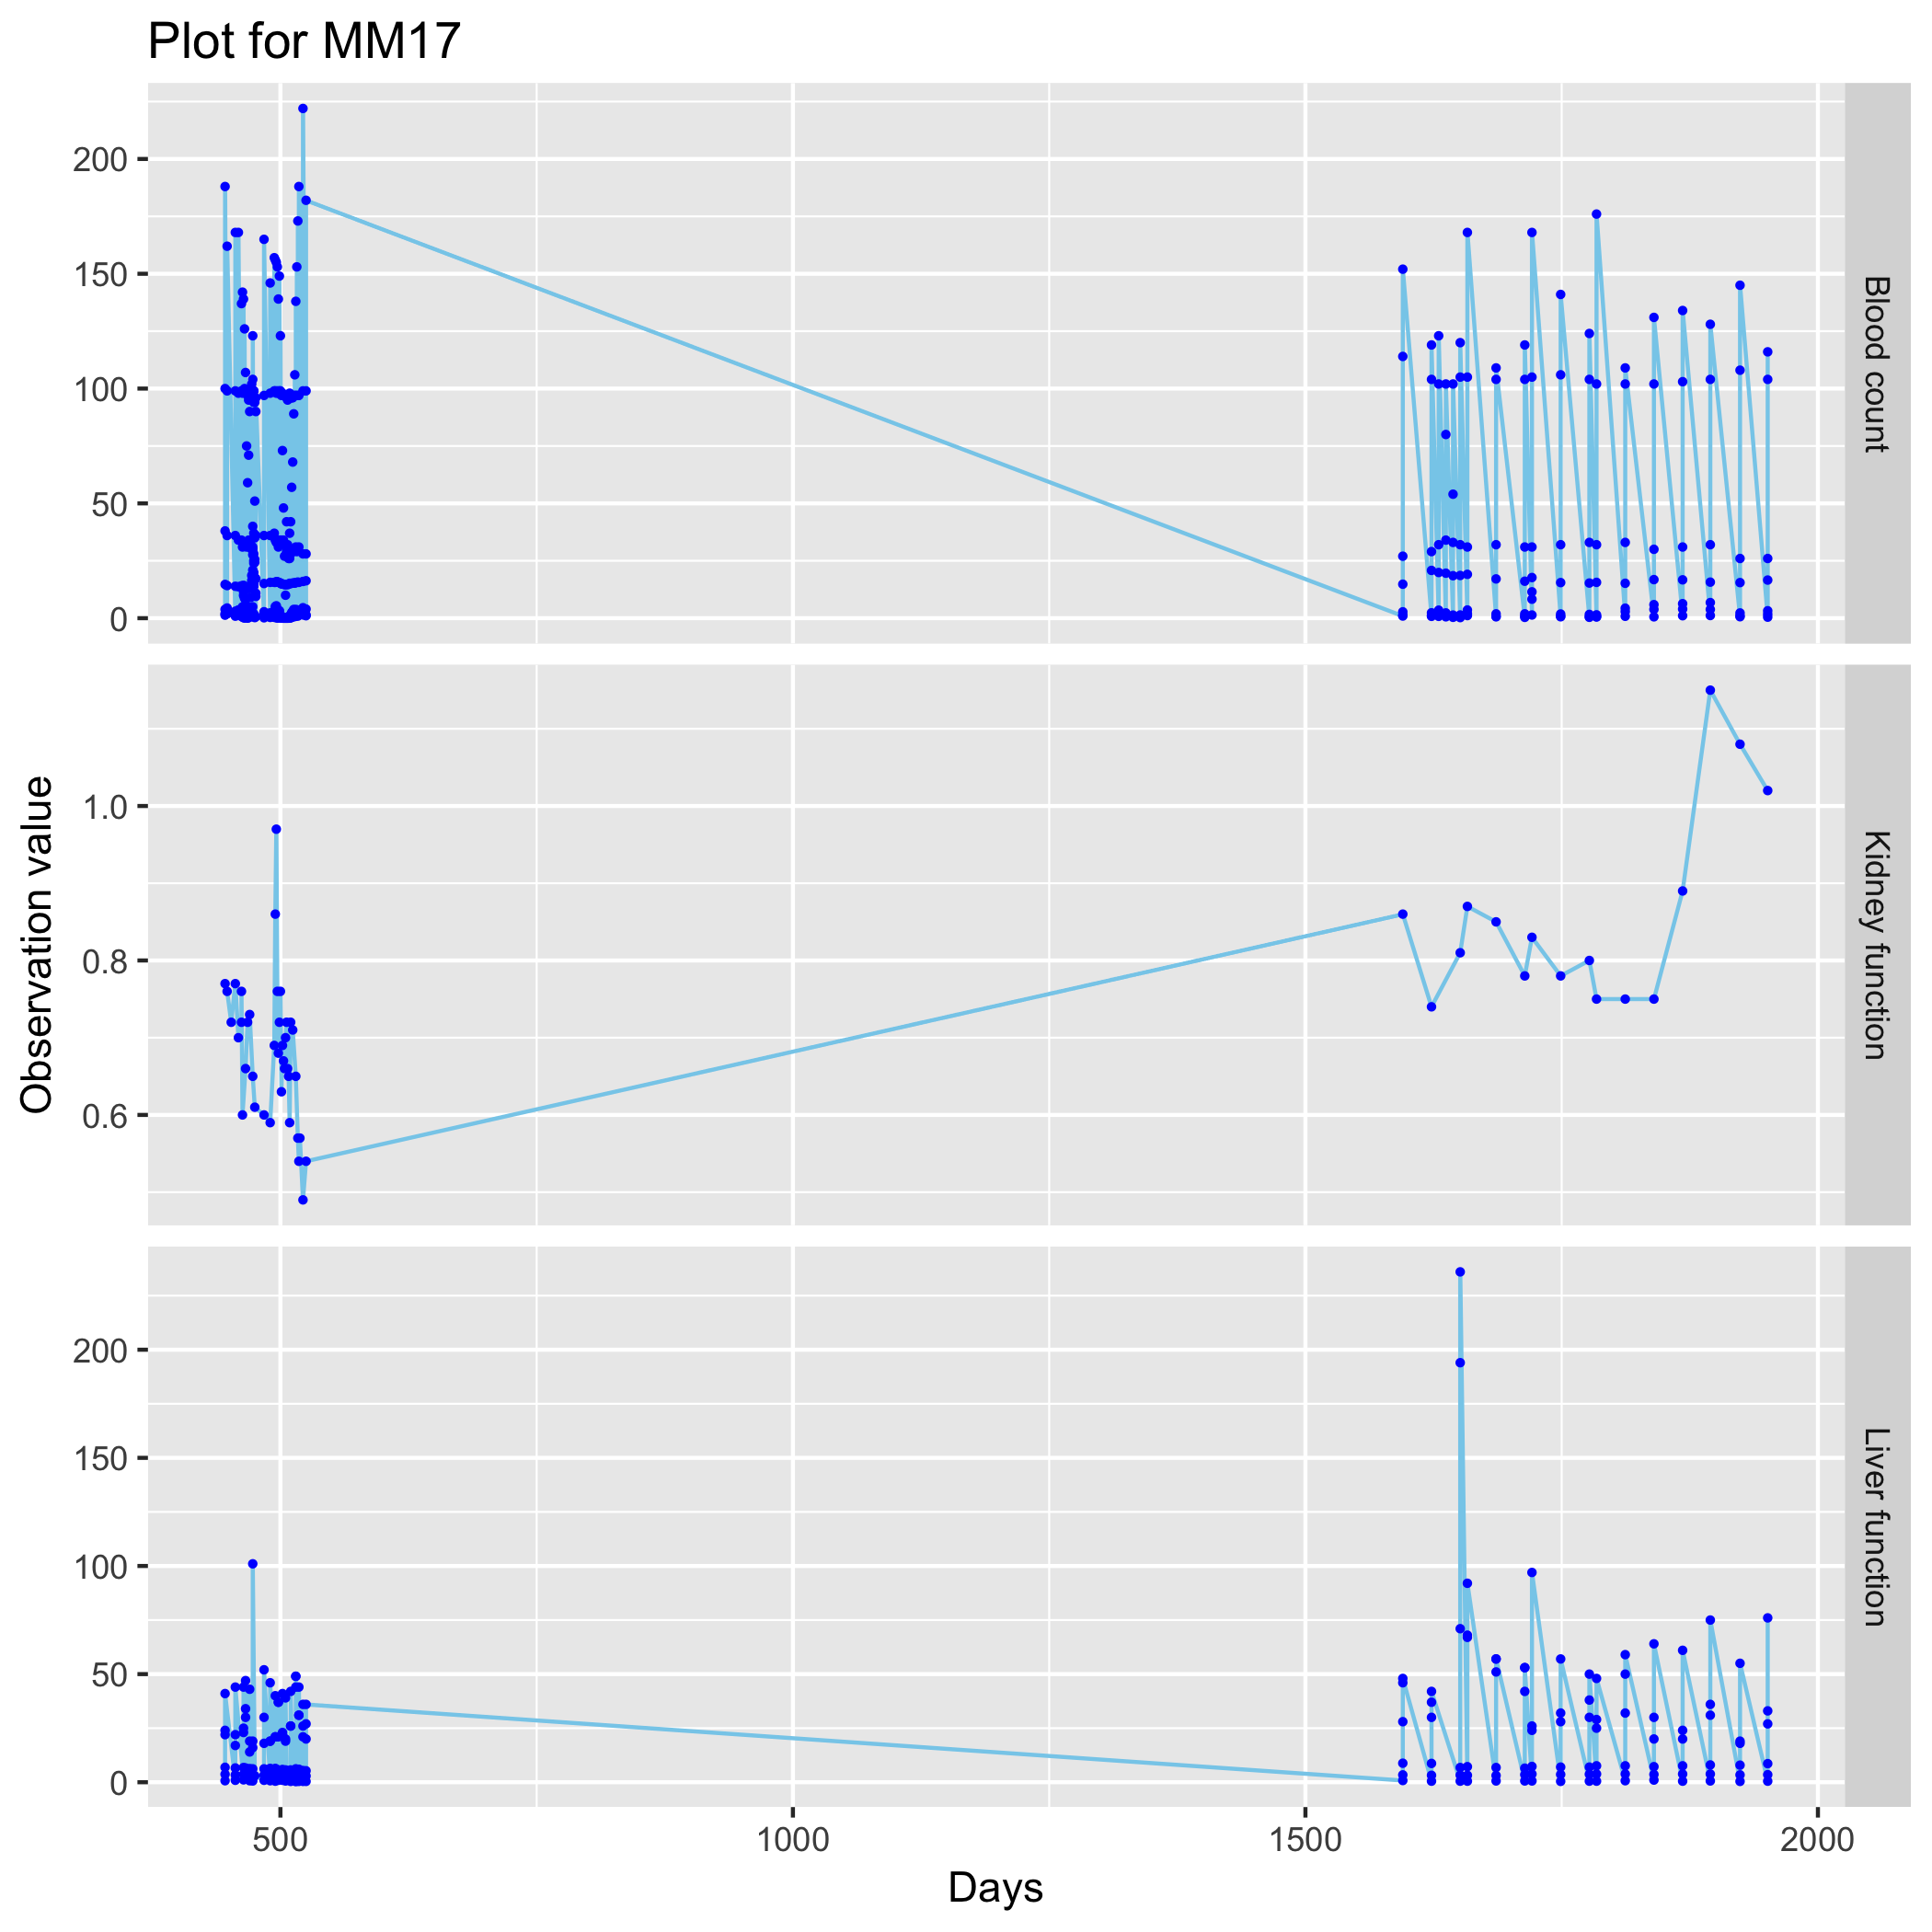 Plot for MM17
200
150
100
50
0
Blood count
1.0
0.8
0.6
Kidney function
Observation value
200
150
100
50
0
Liver function
500 1000 1500 2000
Days